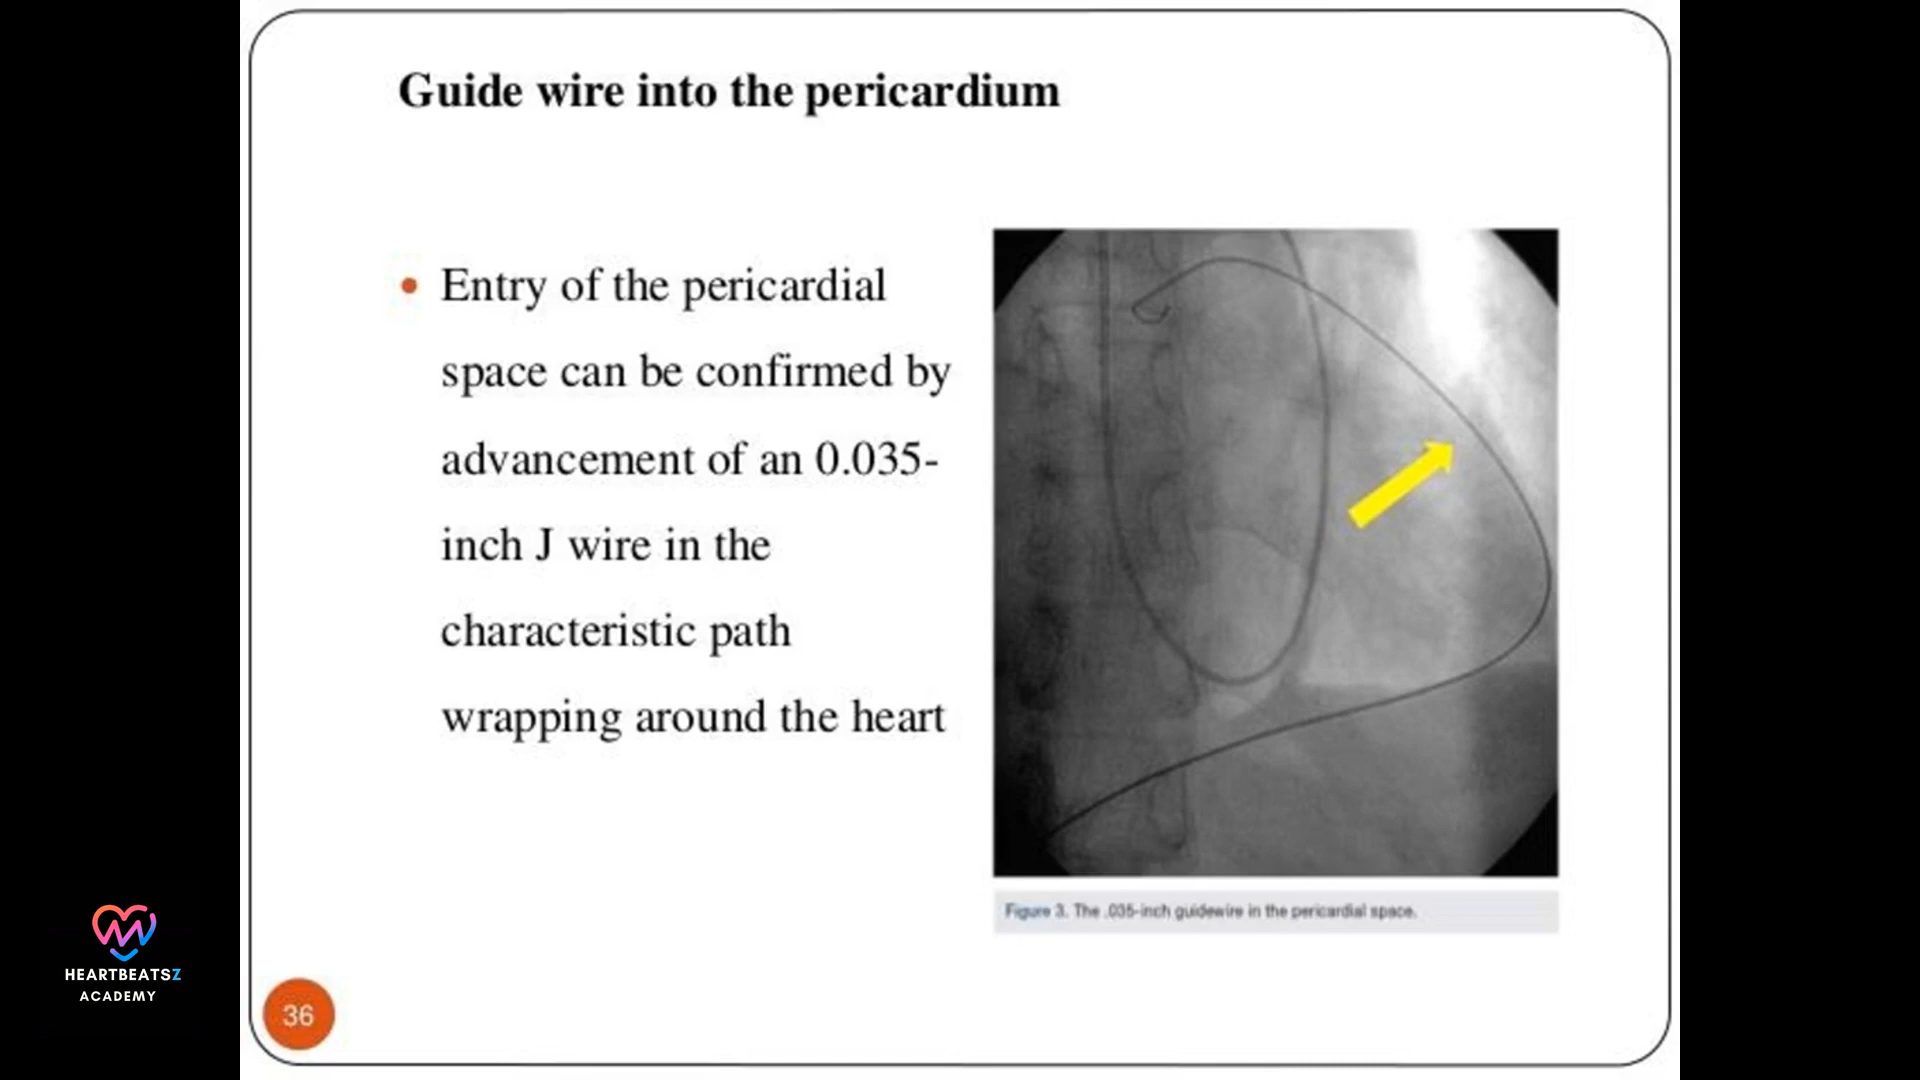 Guide wire into the pericardium
• Entry of the pericardial
space can be confirmed by
advancement of an 0.035-
inch J wire in the
characteristic path
wrapping around the heart
Figure 3. The .035-inch guidewire in the pericardial space.
HEARTBEATSZ
ACADEMY
36